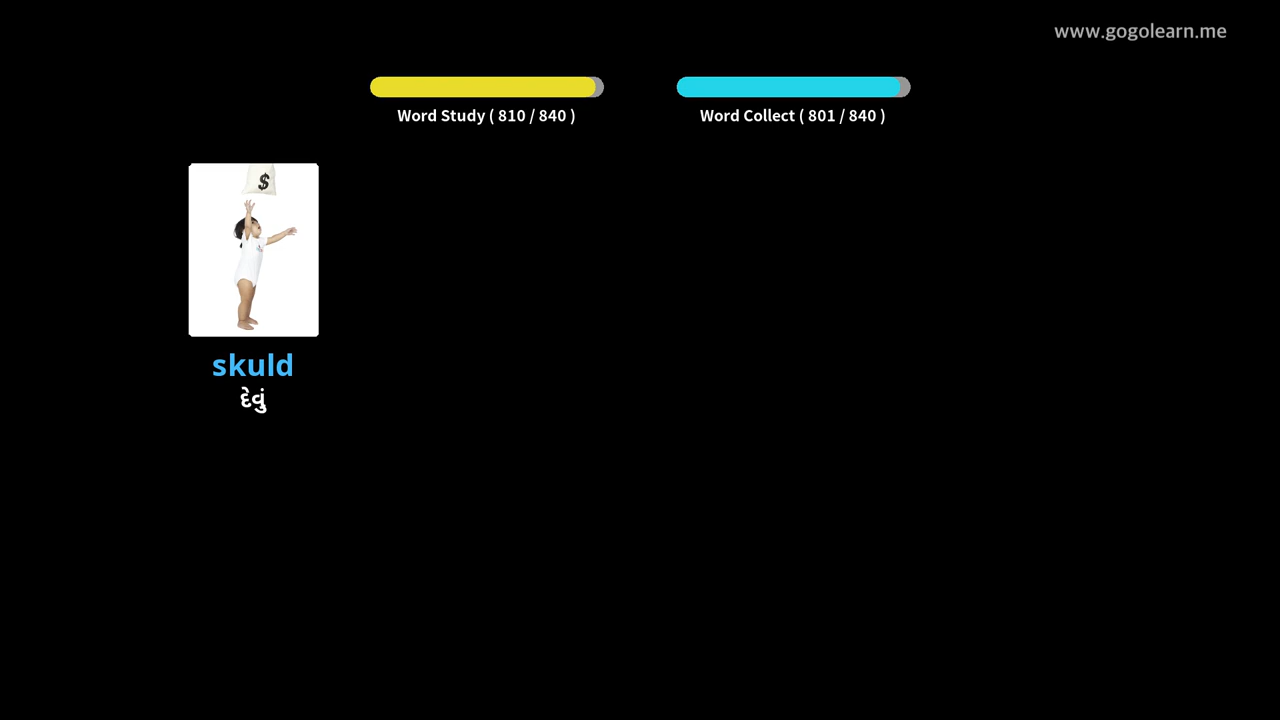 www.gogolearn.me
Word Study ( 810 / 840 )
Word Collect ( 801 / 840 )
$
skuld
દેવું